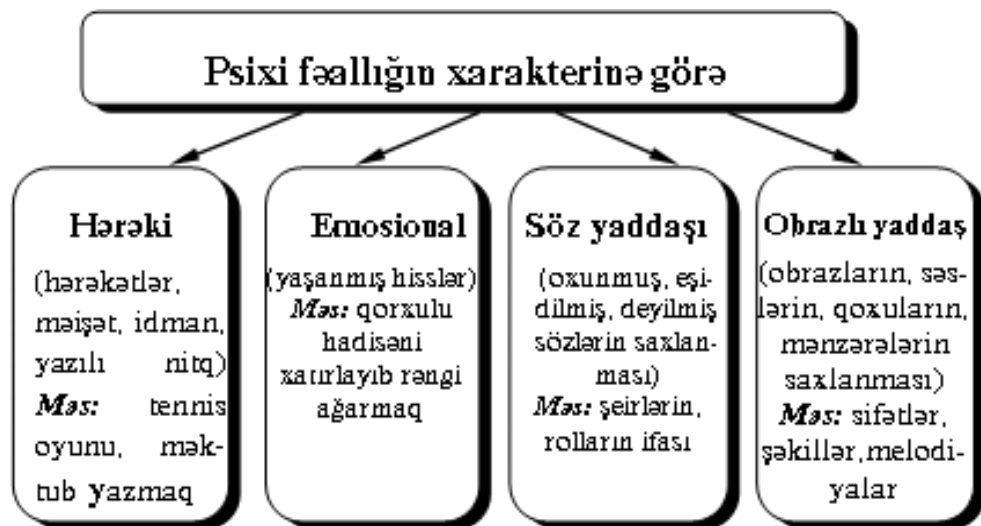 Psixi fəallığın xarakterinə görə
Hərəki
(hərəkətlər,
məişət, idman,
yazılı nitq)
Məs: tennis
oyunu, mək-
tub yazmaq
Emosional
(yaşanmış hisslər)
Məs: qorxulu
hadisəni
xatırlayıb rəngi
ağarmaq
Söz yaddaşı
(oxunmuş, eşi-
dilmiş, deyilmiş
sözlərin saxlan-
ması)
Məs: şeirlərin,
rolların ifası
Obrazlı yaddaş
(obrazların, səs-
lərin, qoxuların,
mənzərələrin
saxlanması)
Məs: sifətlər,
şəkillər,melodi-
yalar